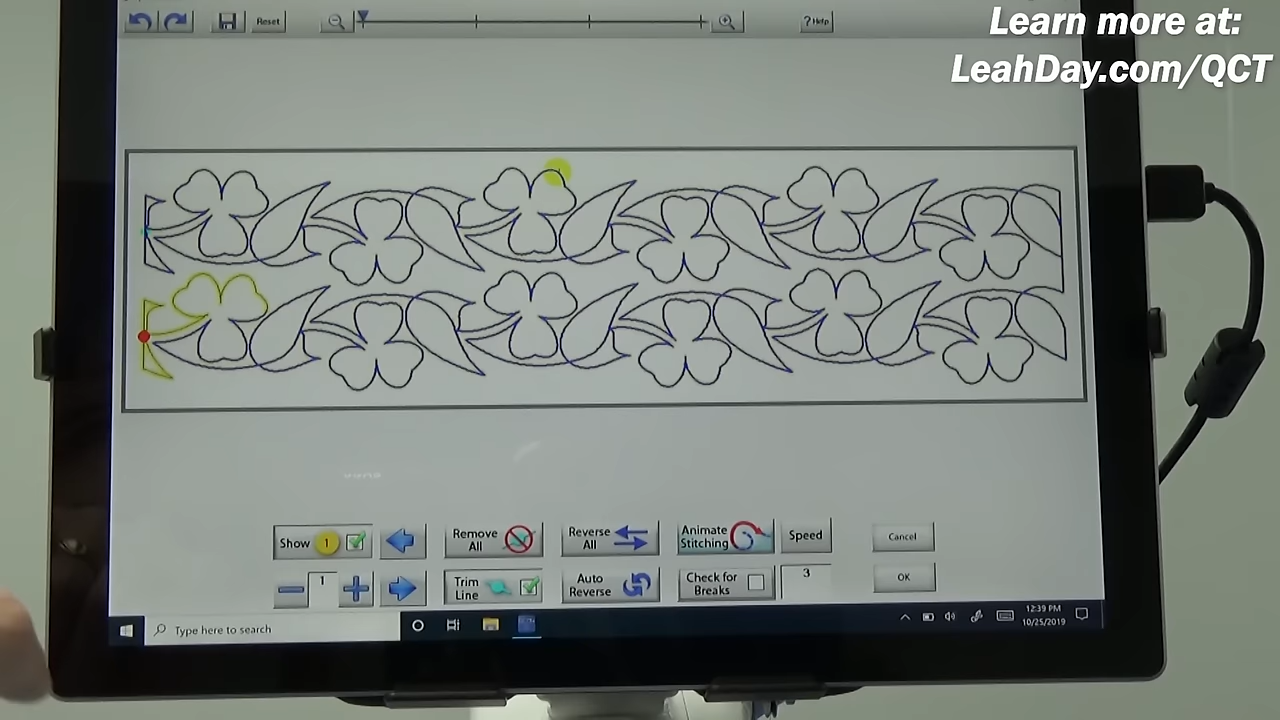 Learn more at:
LeahDay.com/QCT
Reset
? Help
Show 1
Remove All
Reverse All
Animate Stitching
Speed
Cancel
1
Trim Line
Auto Reverse
Check for Breaks
3
OK
Type here to search
12:39 PM
10/25/2019